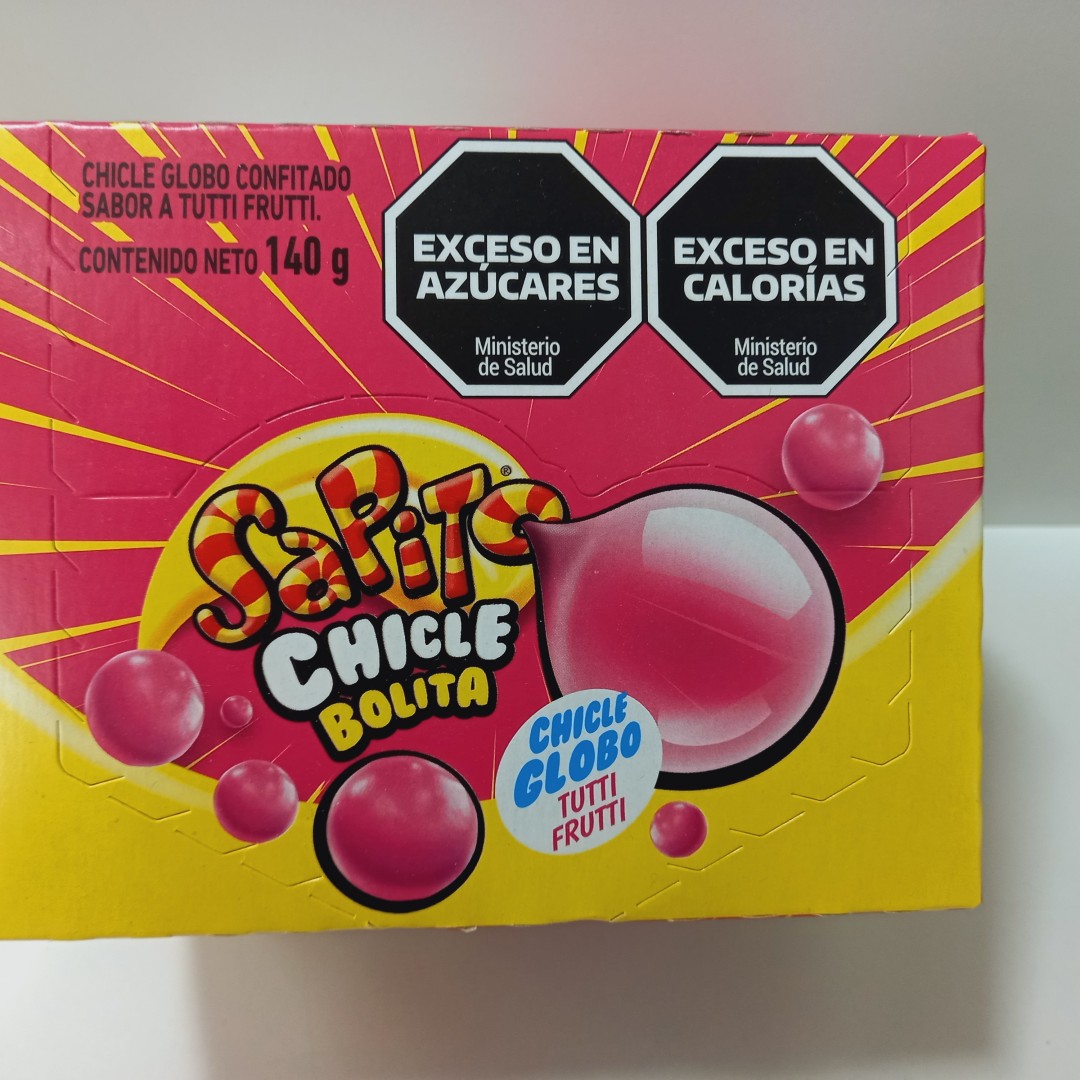 CHICLE GLOBO CONFITADO
SABOR A TUTTI FRUTTI.
CONTENIDO NETO 140 g
EXCESO EN
AZÚCARES
Ministerio
de Salud
EXCESO EN
CALORÍAS
Ministerio
de Salud
SaPiTo®
CHICLE
BOLITA
CHICLE
GLOBO
TUTTI
FRUTTI